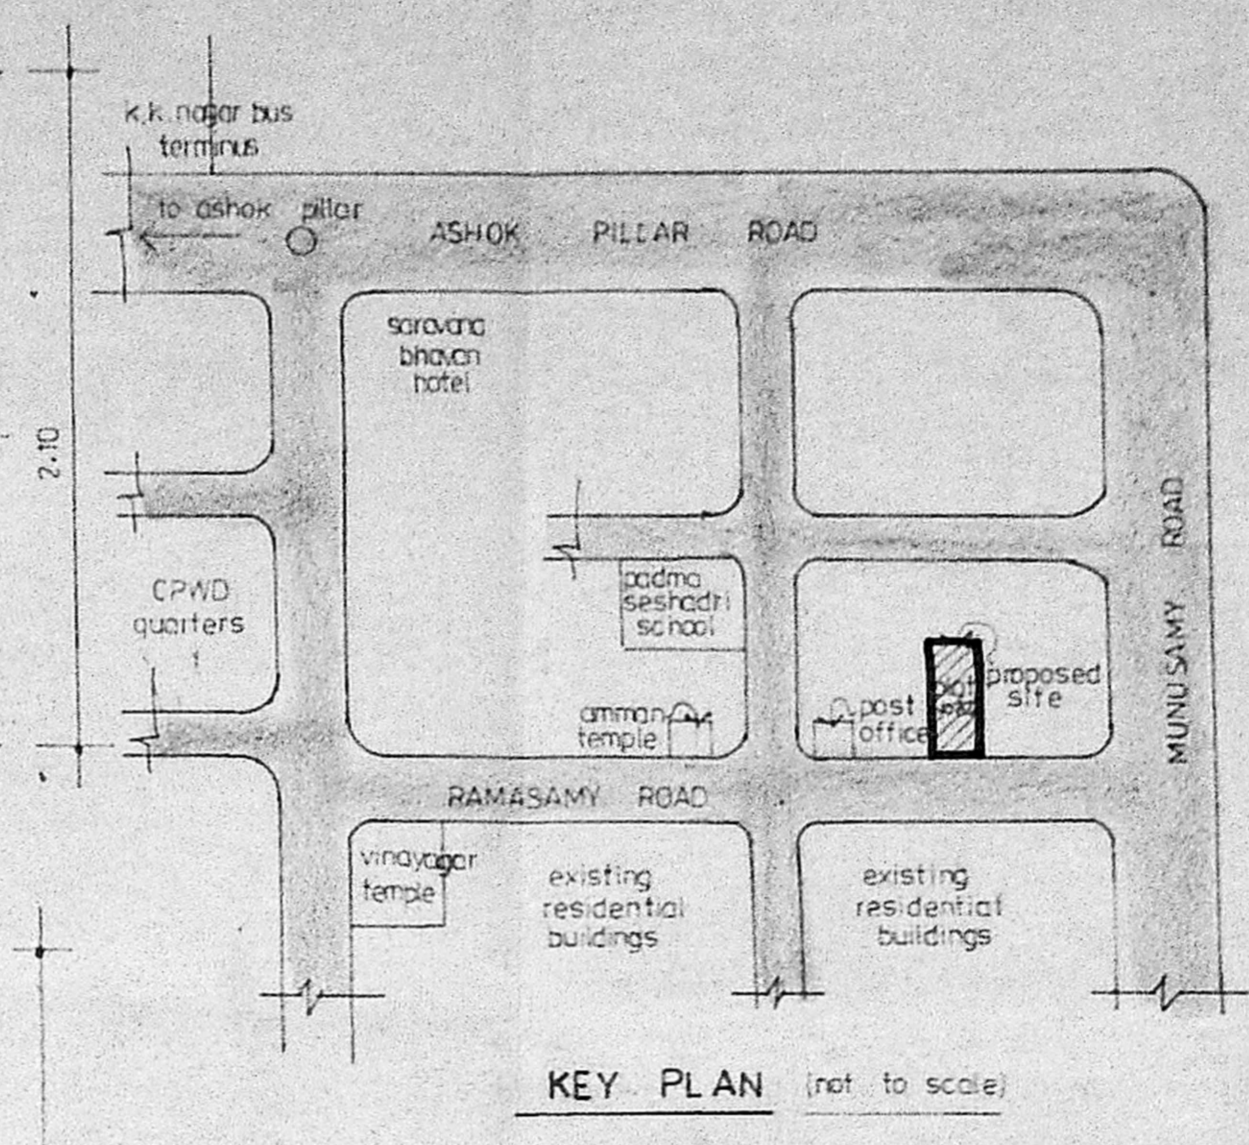 k.k. nagar bus
terminus
to ashok pillar
ASHOK PILLAR ROAD
saravana
bhavan
hotel
2.10
MUNUSAMY ROAD
CPWD
quarters
padma
seshadri
school
proposed
site
amman
temple
post
office
RAMASAMY ROAD
vinayagar
temple
existing
residential
buildings
existing
residential
buildings
KEY PLAN (not to scale)